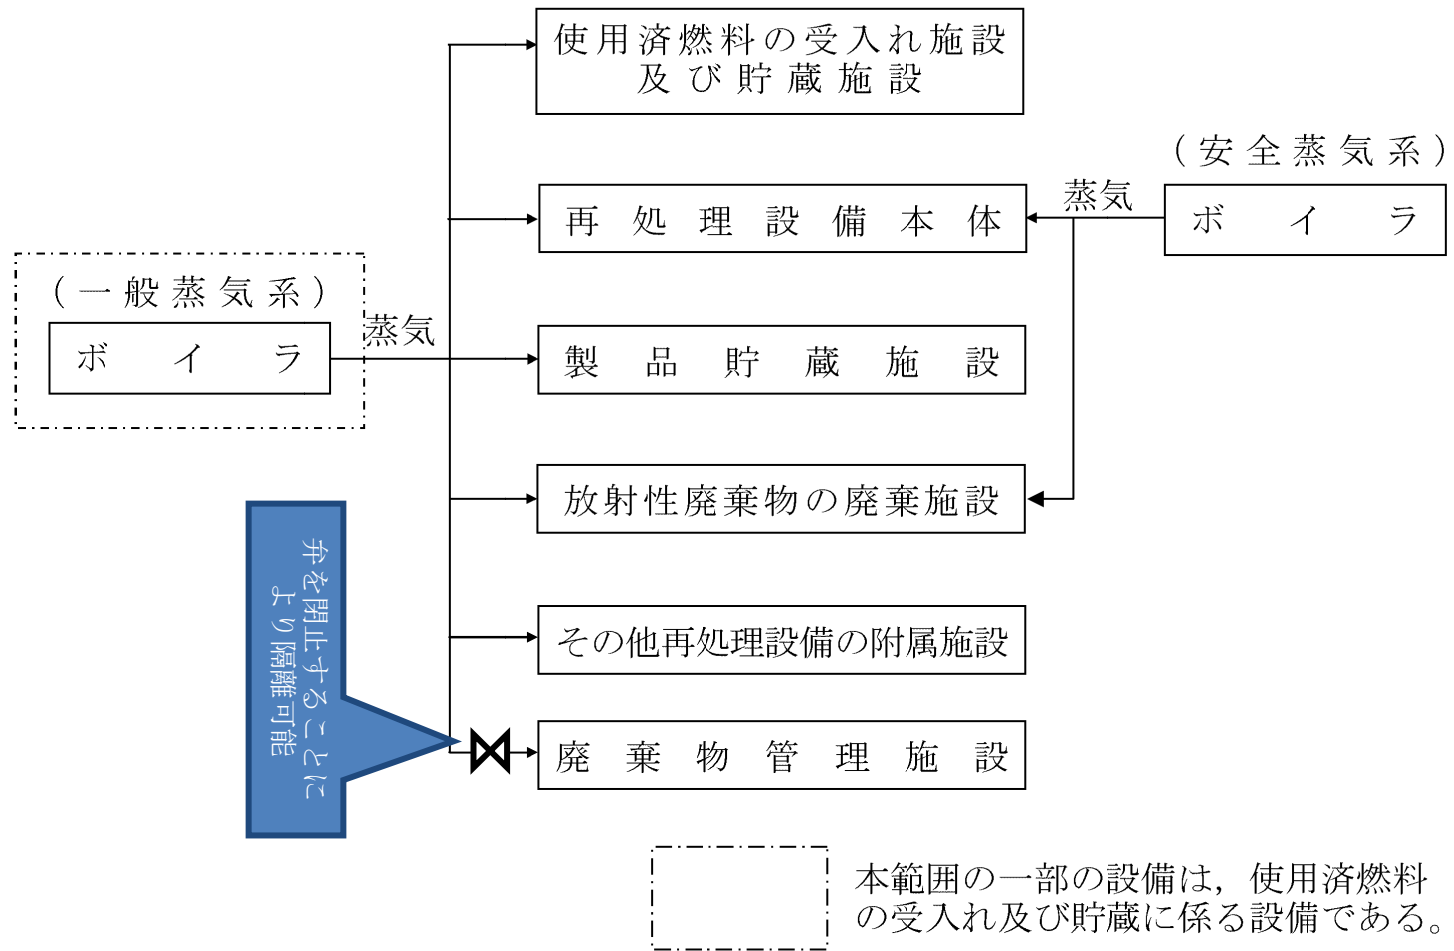 使用済燃料の受入れ施設
及び貯蔵施設
(安全蒸気系)
蒸気
ボイラ
再処理設備本体
(一般蒸気系)
蒸気
ボイラ
製品貯蔵施設
放射性廃棄物の廃棄施設
弁を閉止することに
より隔離可能
その他再処理設備の附属施設
廃棄物管理施設
本範囲の一部の設備は，使用済燃料
の受入れ及び貯蔵に係る設備である。